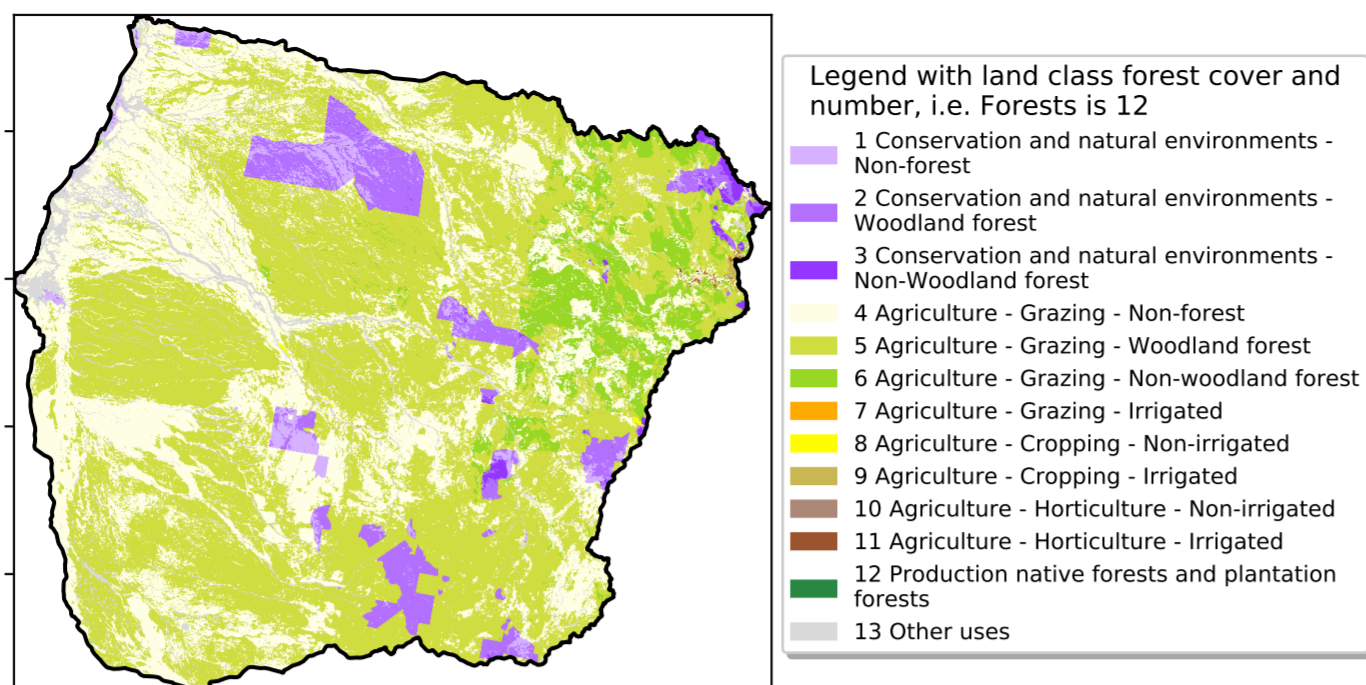 Legend with land class forest cover and
number, i.e. Forests is 12
1 Conservation and natural environments -
Non-forest
2 Conservation and natural environments -
Woodland forest
3 Conservation and natural environments -
Non-Woodland forest
4 Agriculture - Grazing - Non-forest
5 Agriculture - Grazing - Woodland forest
6 Agriculture - Grazing - Non-woodland forest
7 Agriculture - Grazing - Irrigated
8 Agriculture - Cropping - Non-irrigated
9 Agriculture - Cropping - Irrigated
10 Agriculture - Horticulture - Non-irrigated
11 Agriculture - Horticulture - Irrigated
12 Production native forests and plantation
forests
13 Other uses